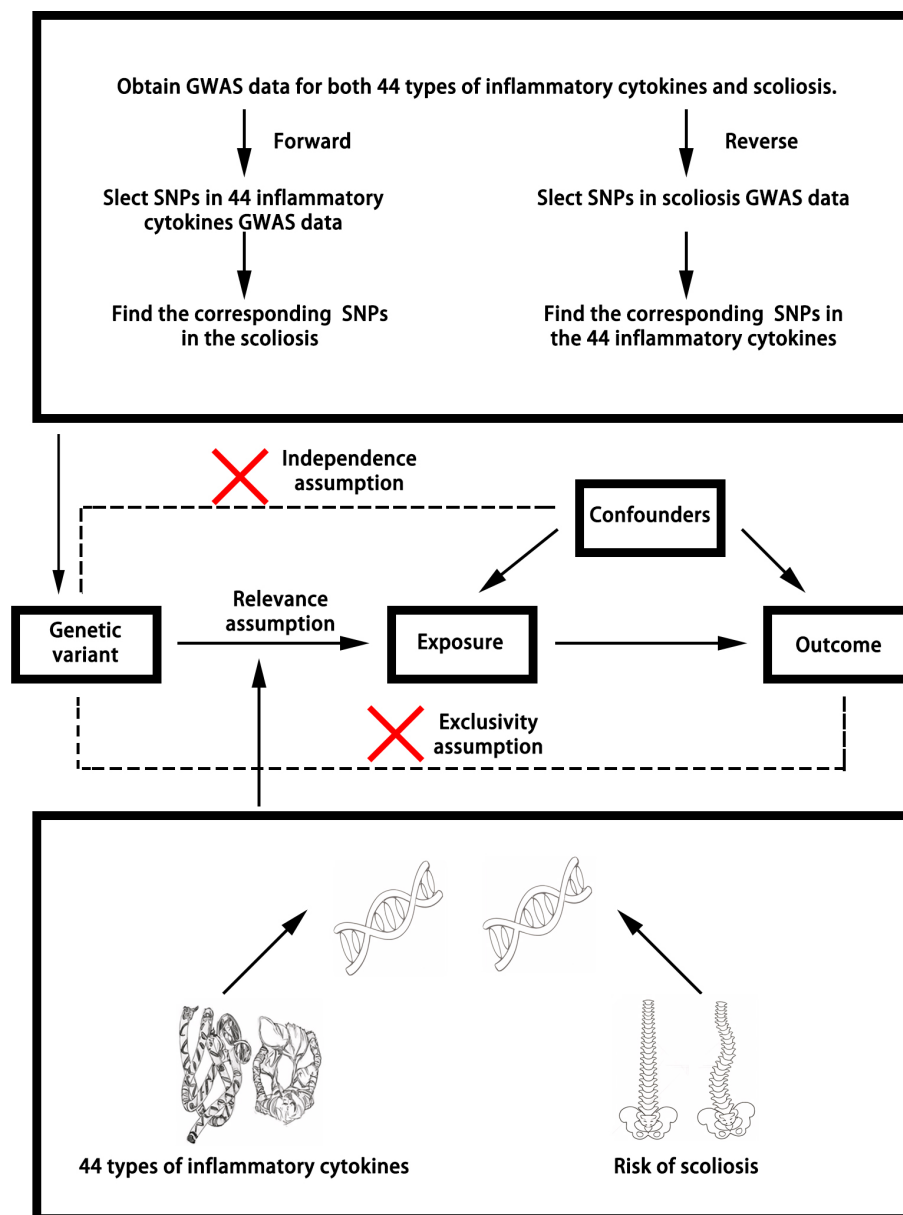 Obtain GWAS data for both 44 types of inflammatory cytokines and scoliosis.
Forward
Reverse
Slect SNPs in 44 inflammatory
cytokines GWAS data
Slect SNPs in scoliosis GWAS data
Find the corresponding SNPs
in the scoliosis
Find the corresponding SNPs in
the 44 inflammatory cytokines
Independence
assumption
Confounders
Relevance
assumption
Genetic
variant
Exposure
Outcome
Exclusivity
assumption
44 types of inflammatory cytokines
Risk of scoliosis